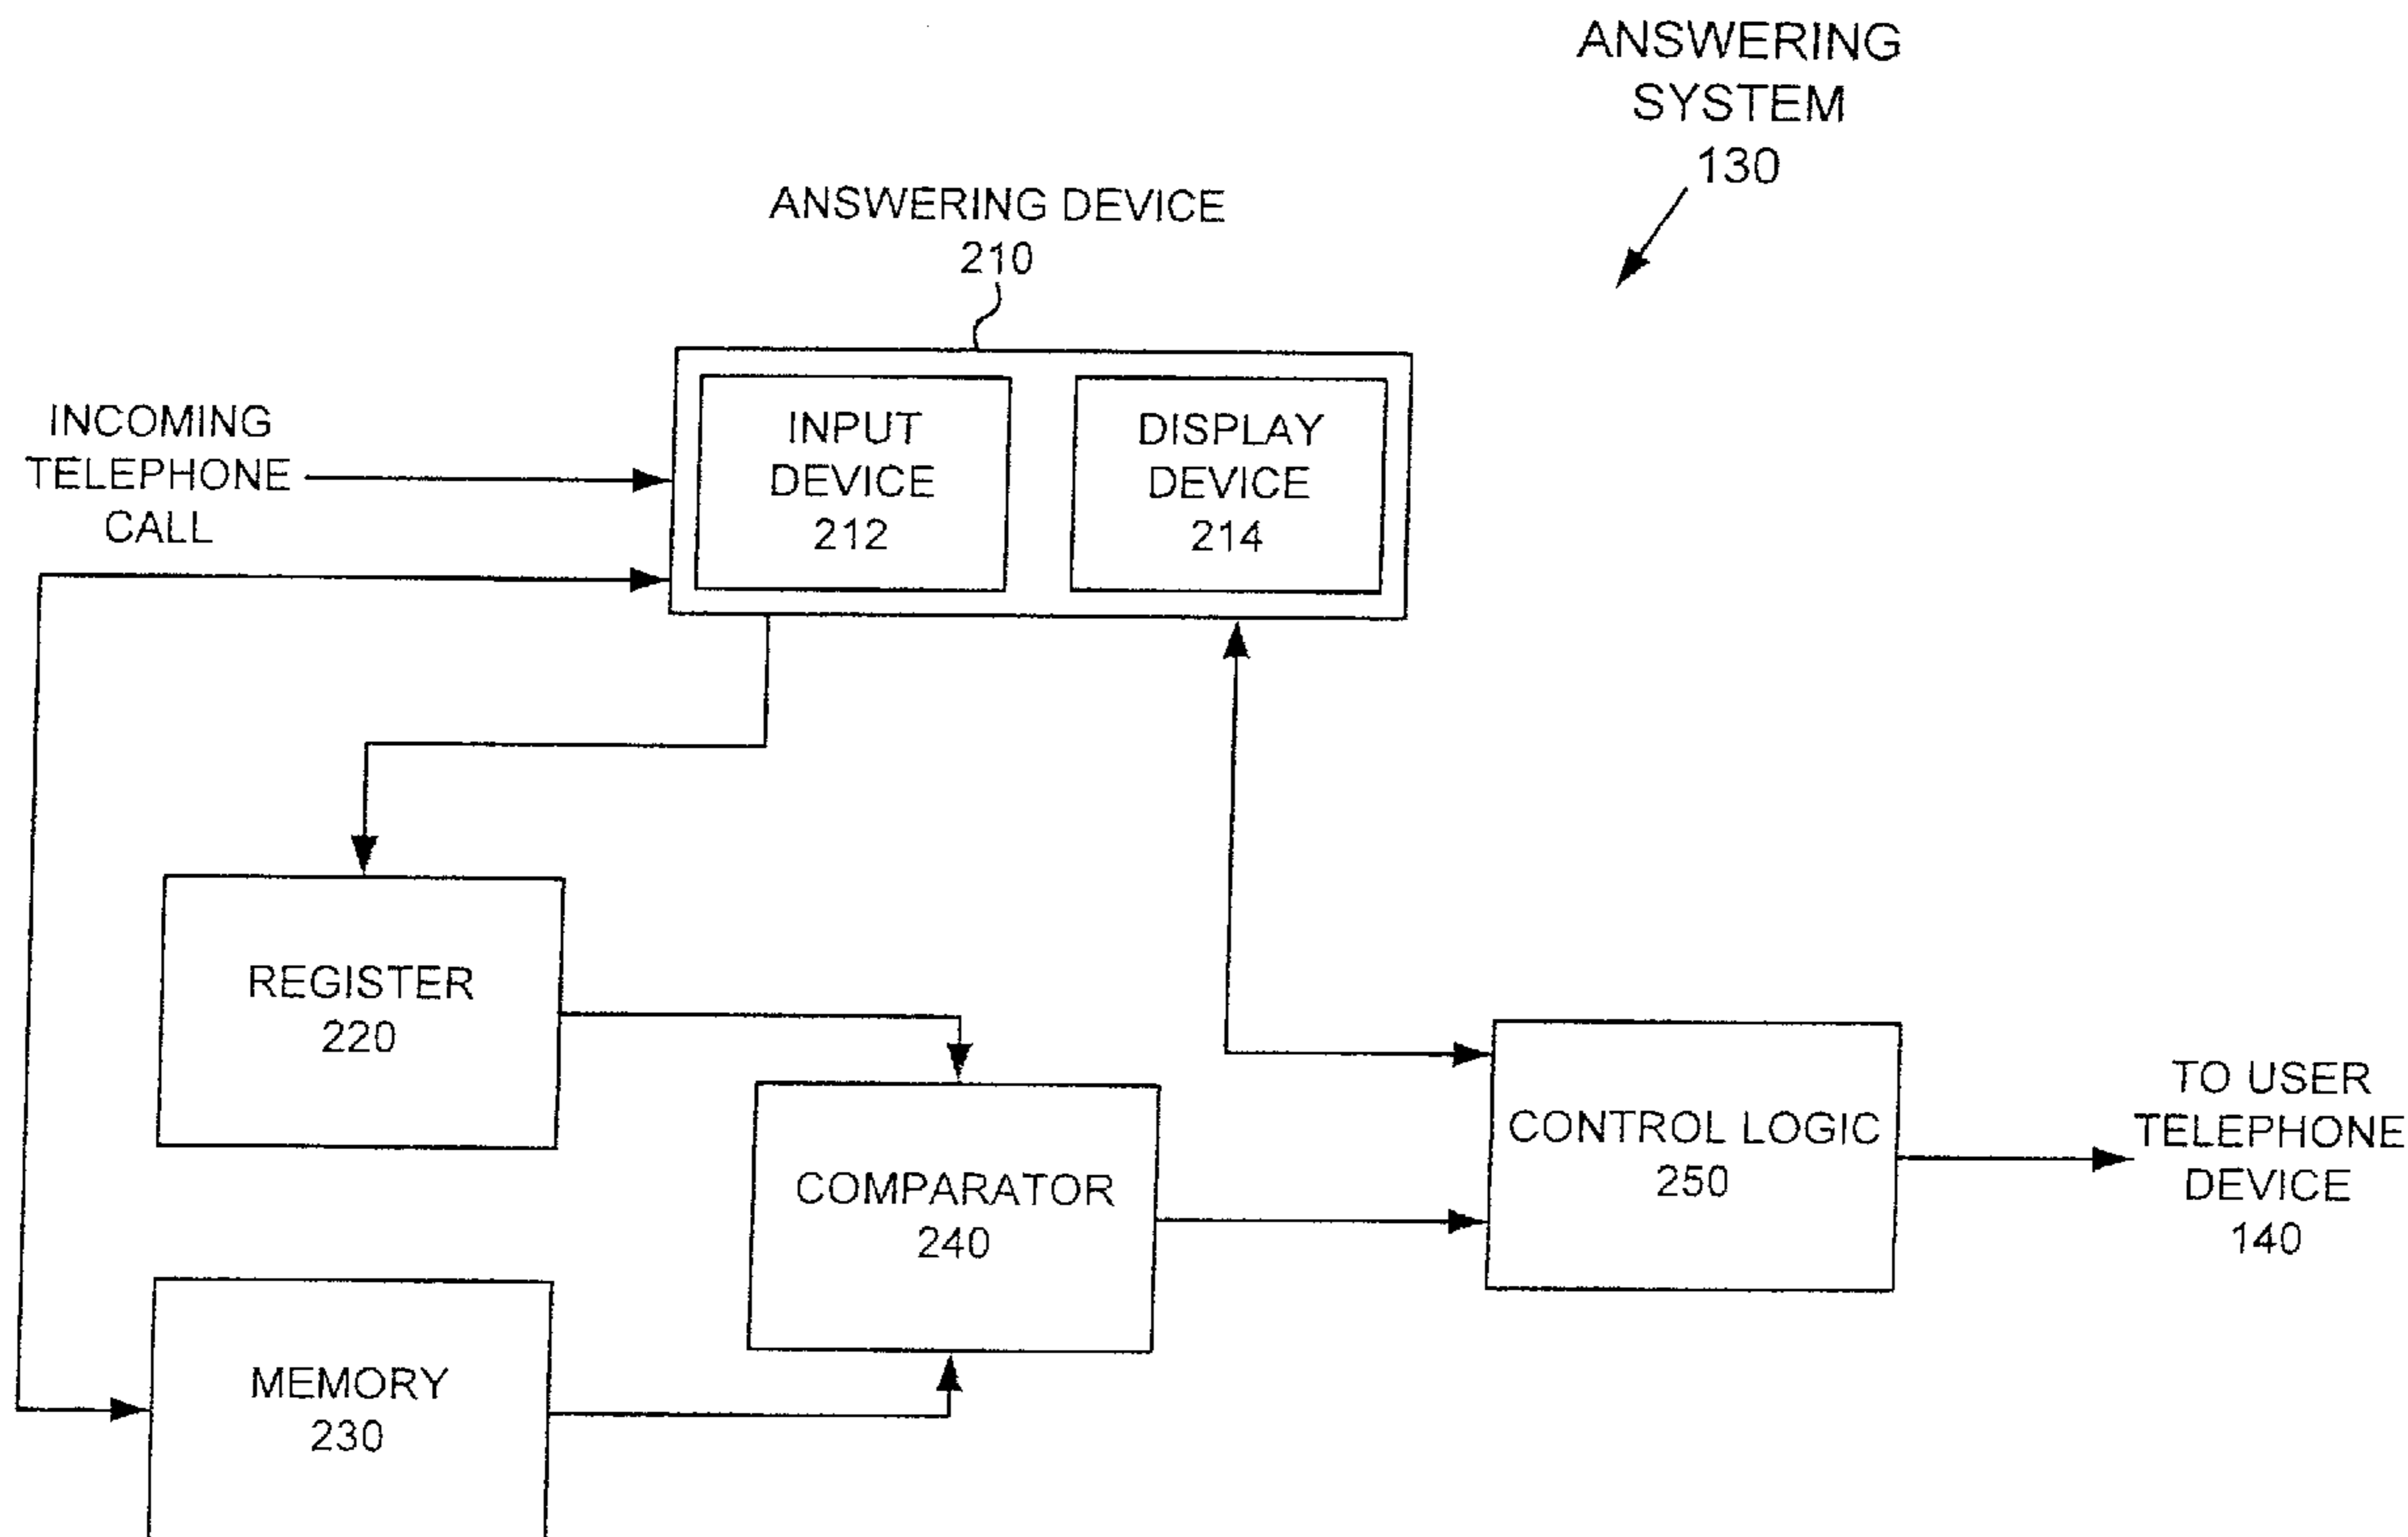 ANSWERING
SYSTEM
130
ANSWERING DEVICE
210
INCOMING
TELEPHONE
CALL
INPUT
DEVICE
212
DISPLAY
DEVICE
214
REGISTER
220
COMPARATOR
240
CONTROL LOGIC
250
TO USER
TELEPHONE
DEVICE
140
MEMORY
230